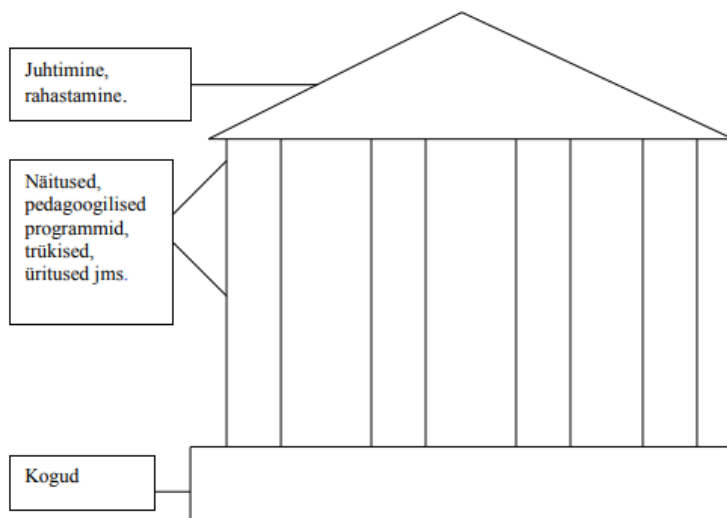 Juhtimine,
rahastamine.
Näitused,
pedagoogilised
programmid,
trükised,
üritused jms.
Kogud